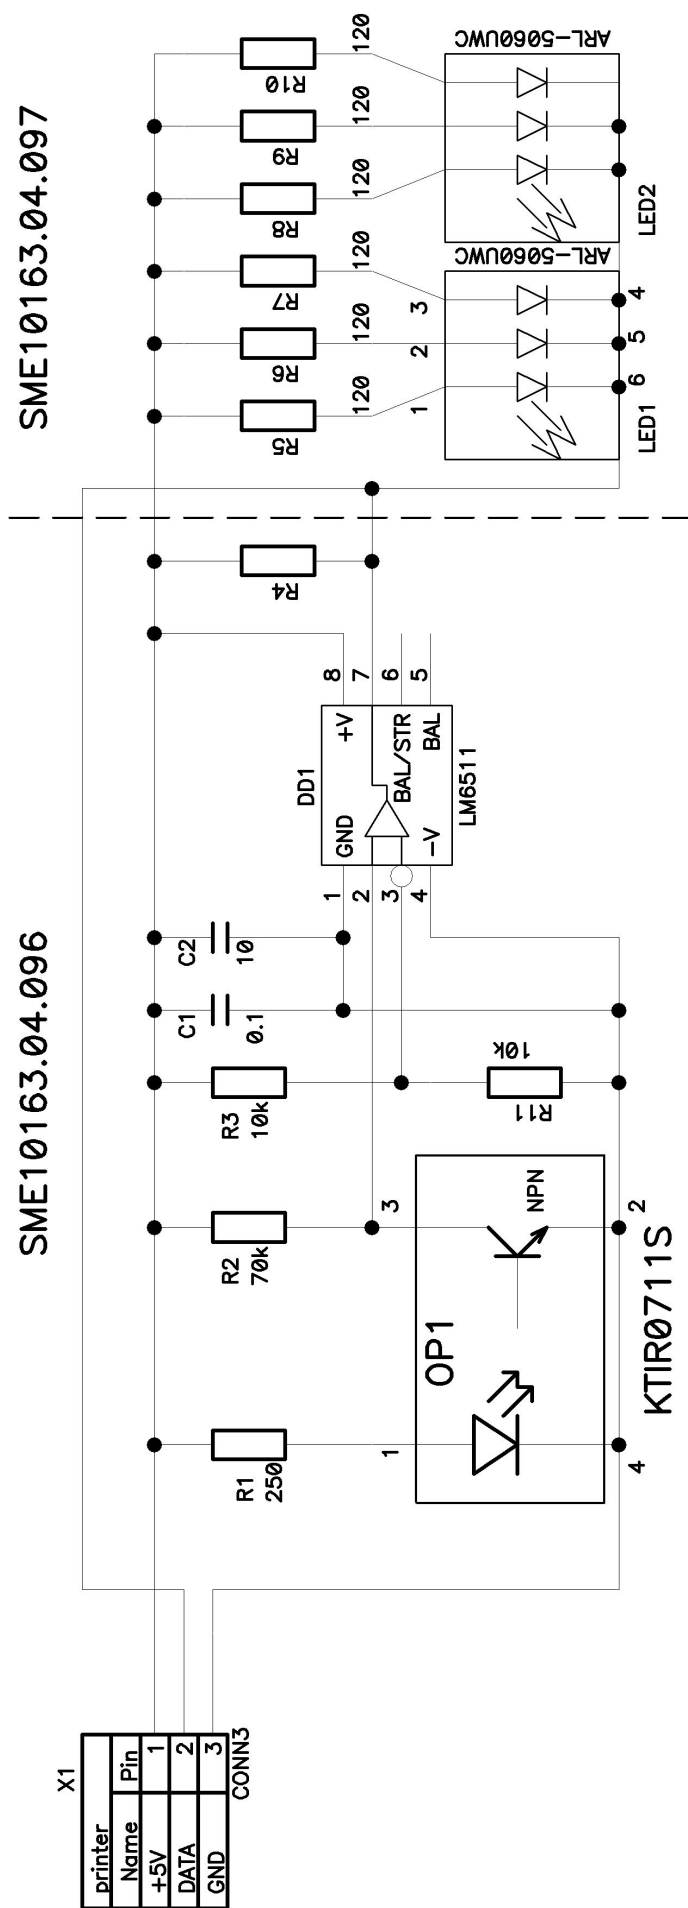 SME10163.04.096
SME10163.04.097
X1
printer
Name Pin
+5V 1
DATA 2
GND 3
CONN3
R1
250
R2
70k
R3
10k
C1
0.1
C2
10
OP1
NPN
1
3
4
2
KTIR0711S
R11
10k
DD1
GND
+V
BAL/STR
-V
BAL
1
2
3
4
8
7
6
5
LM6511
R4
R5
120
R6
120
R7
120
R8
120
R9
120
R10
120
1
2
3
ARL-5060UWC
6
5
4
LED1
ARL-5060UWC
LED2